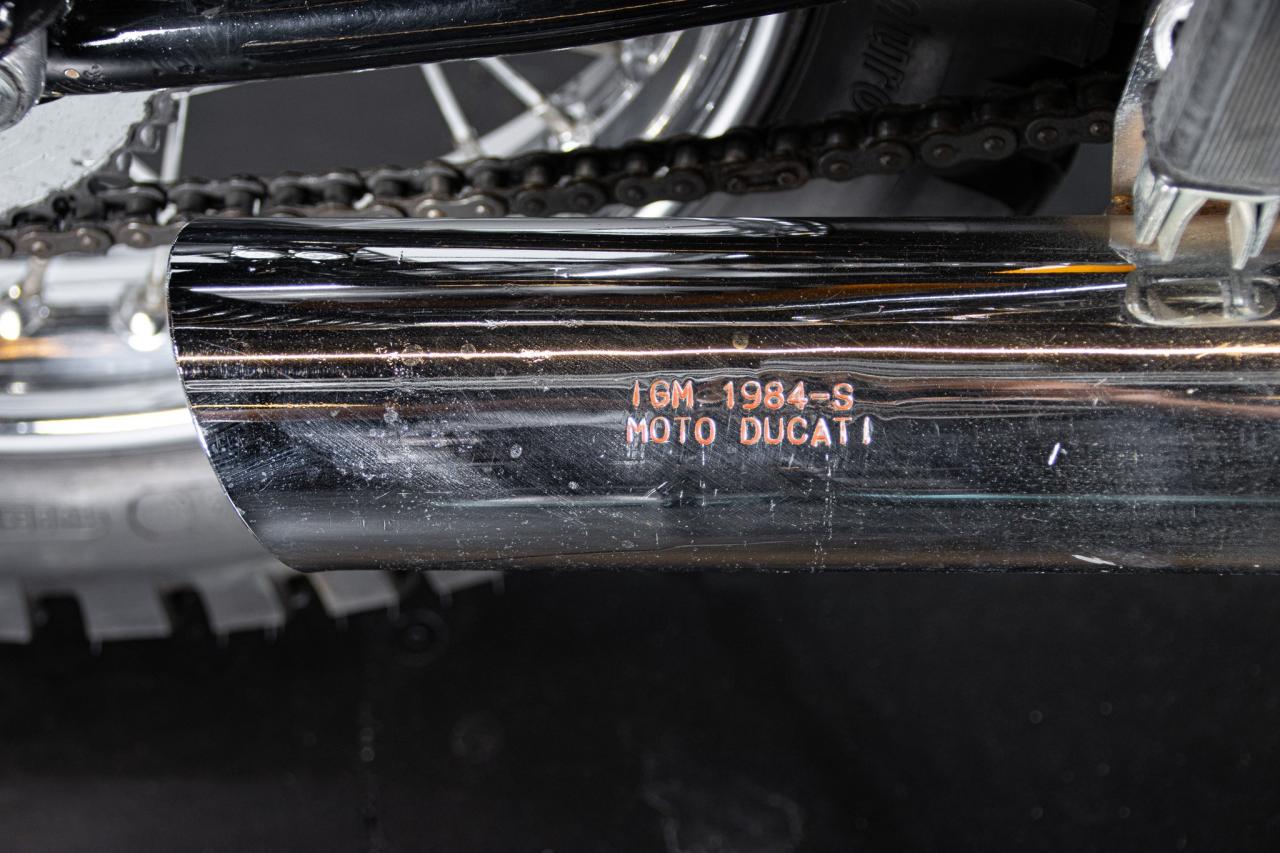 IGM 1984-S
MOTO DUCATI